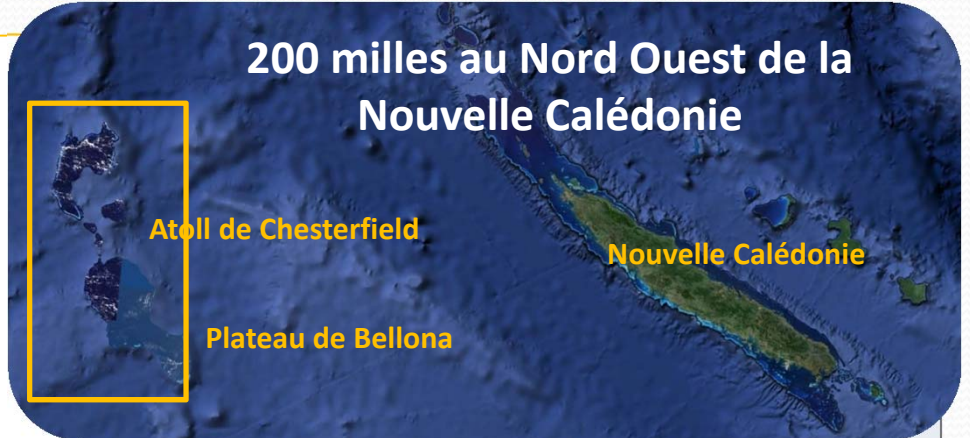 200 milles au Nord Ouest de la
Nouvelle Calédonie
Atoll de Chesterfield
Nouvelle Calédonie
Plateau de Bellona